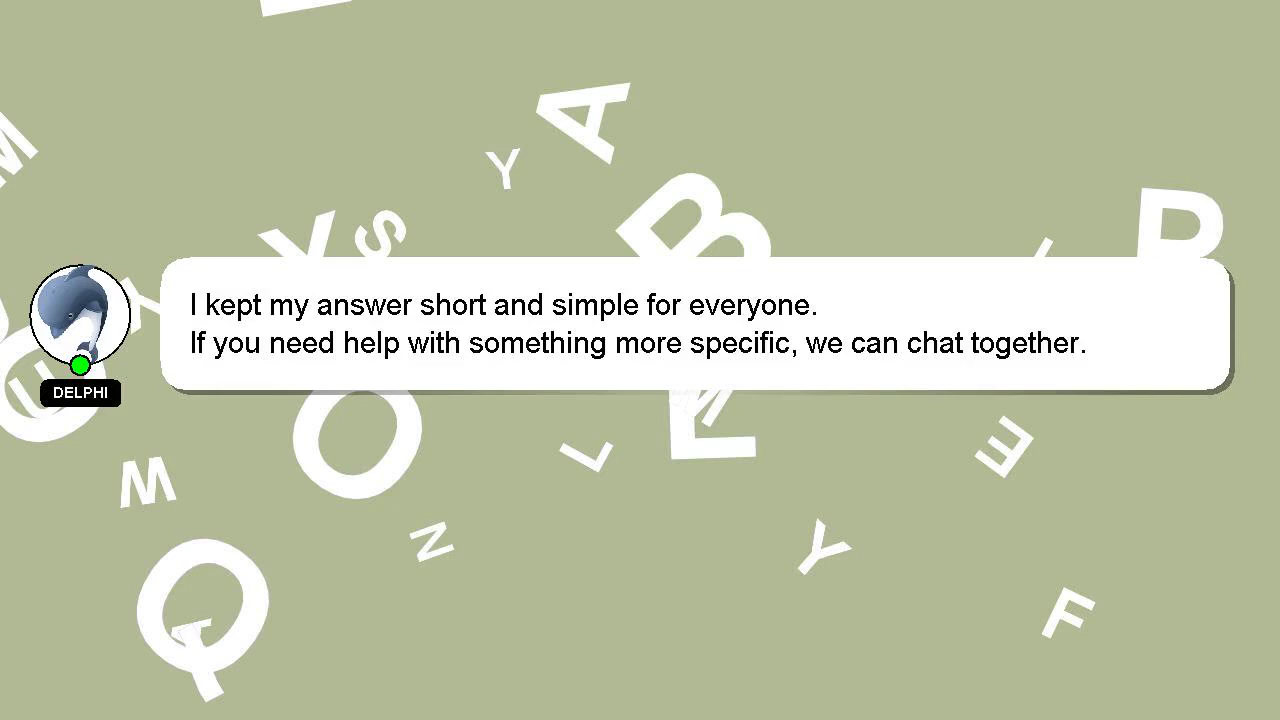 A
Y
M
B
S
Y
P
I kept my answer short and simple for everyone.
If you need help with something more specific, we can chat together.
DELPHI
U
O
M
L
L
E
W
N
Y
Q
F